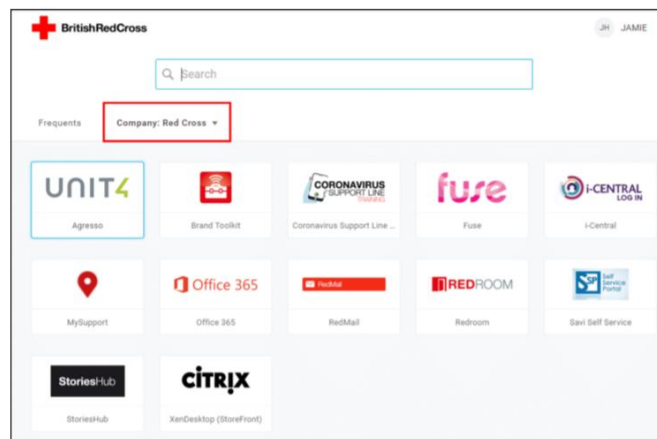 BritishRedCross
JH JAMIE
Search
Frequents Company: Red Cross
UNIT4
Agresso
Brand Toolkit
CORONAVIRUS
SUPPORT LINE
TRAINING
Coronavirus Support Line ...
fuse
Fuse
i-CENTRAL
LOG IN
i-Central
MySupport
Office 365
Office 365
RedMail
RedMail
REDROOM
Redroom
SSP Self
Service
Portal
Savi Self Service
StoriesHub
StoriesHub
CITRIX
XenDesktop (StoreFront)